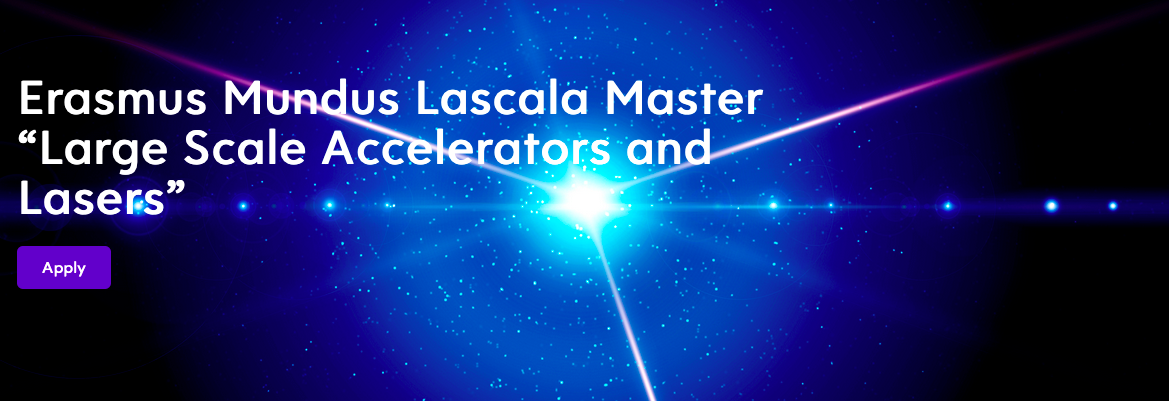 Erasmus Mundus Lascala Master
“Large Scale Accelerators and
Lasers”
Apply